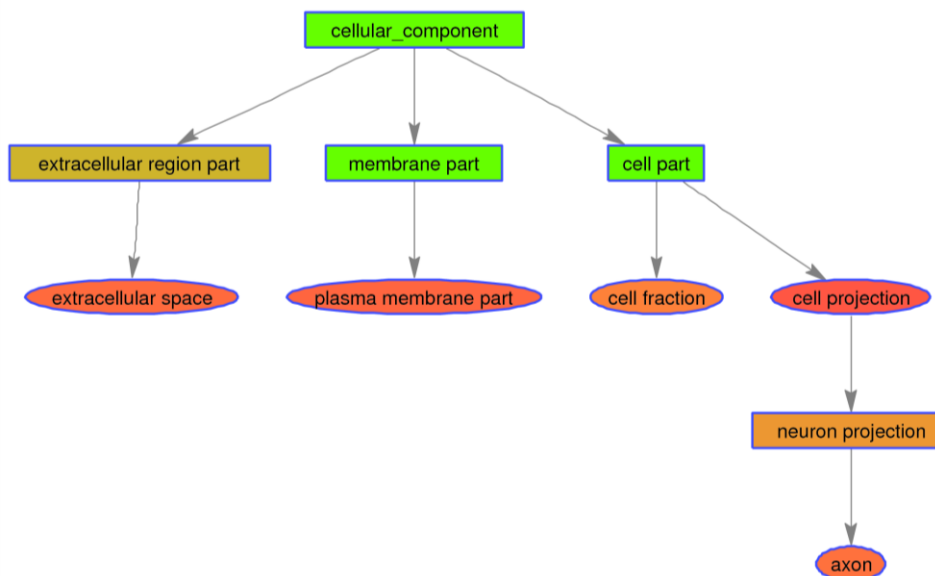 cellular_component
extracellular region part
membrane part
cell part
extracellular space
plasma membrane part
cell fraction
cell projection
neuron projection
axon